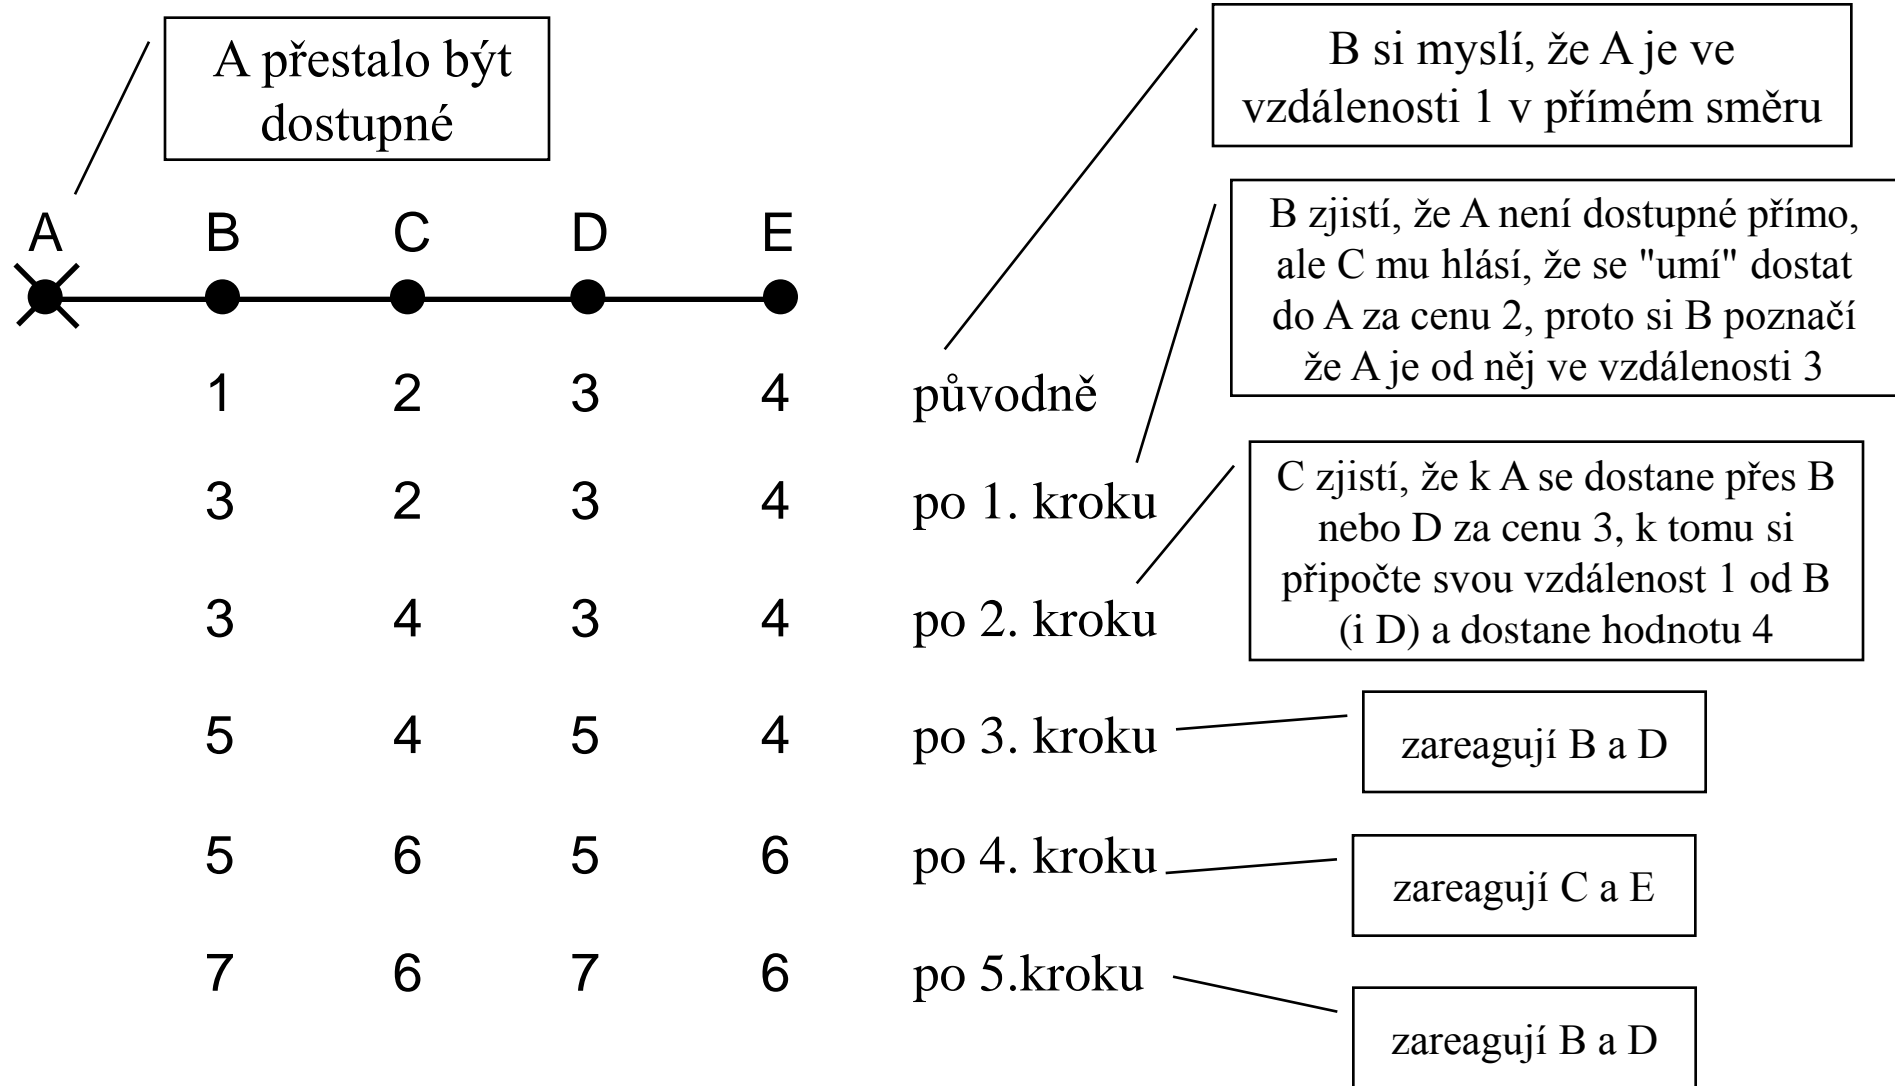 A přestalo být
dostupné
B si myslí, že A je ve
vzdálenosti 1 v přímém směru
B zjistí, že A není dostupné přímo,
ale C mu hlásí, že se "umí" dostat
do A za cenu 2, proto si B poznačí
že A je od něj ve vzdálenosti 3
A B C D E
1 2 3 4 původně
3 2 3 4 po 1. kroku
C zjistí, že k A se dostane přes B
nebo D za cenu 3, k tomu si
připočte svou vzdálenost 1 od B
(i D) a dostane hodnotu 4
3 4 3 4 po 2. kroku
5 4 5 4 po 3. kroku
zareagují B a D
5 6 5 6 po 4. kroku
zareagují C a E
7 6 7 6 po 5.kroku
zareagují B a D